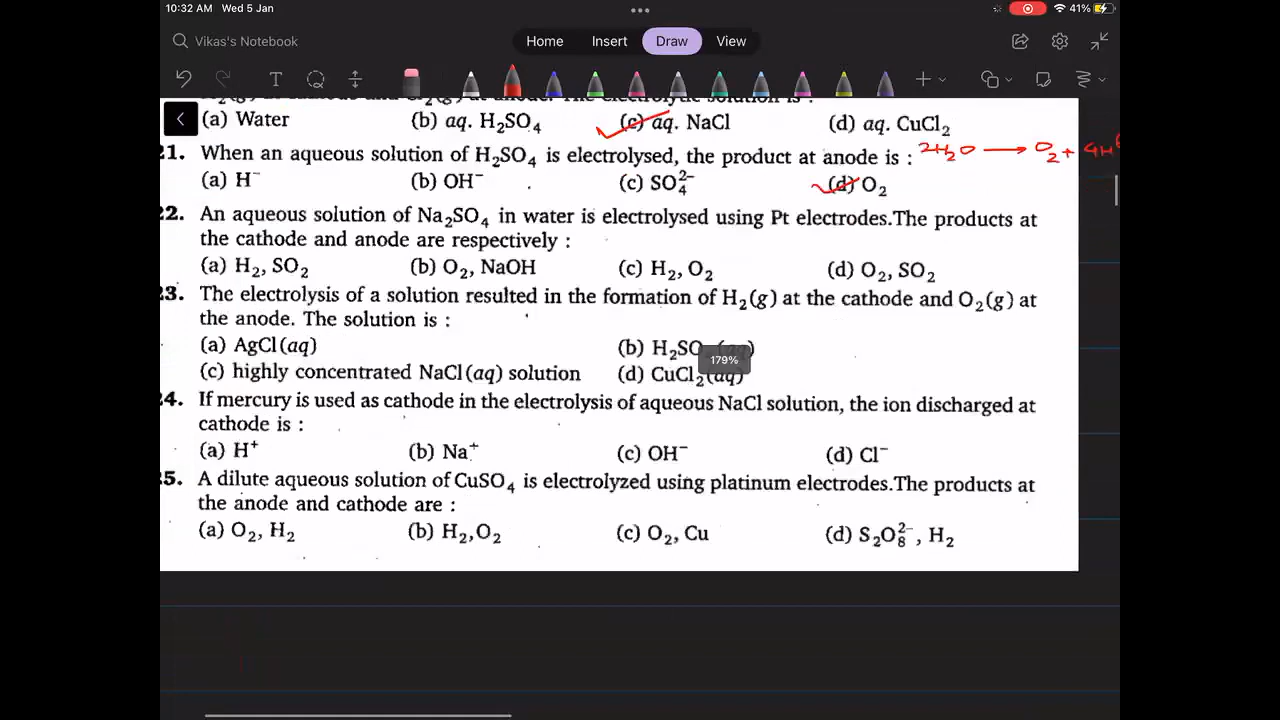 10:32 AM Wed 5 Jan
41%
Vikas's Notebook
Home Insert Draw View
(a) Water (b) aq. H₂SO₄ (c) aq. NaCl (d) aq. CuCl₂
21. When an aqueous solution of H₂SO₄ is electrolysed, the product at anode is : 2H₂O → O₂ + 4H
(a) H⁻ (b) OH⁻ (c) SO₄²⁻ (d) O₂
22. An aqueous solution of Na₂SO₄ in water is electrolysed using Pt electrodes.The products at
the cathode and anode are respectively :
(a) H₂, SO₂ (b) O₂, NaOH (c) H₂, O₂ (d) O₂, SO₂
23. The electrolysis of a solution resulted in the formation of H₂(g) at the cathode and O₂(g) at
the anode. The solution is :
(a) AgCl(aq) (b) H₂SO
179%
(c) highly concentrated NaCl(aq) solution (d) CuCl₂(aq)
24. If mercury is used as cathode in the electrolysis of aqueous NaCl solution, the ion discharged at
cathode is :
(a) H⁺ (b) Na⁺ (c) OH⁻ (d) Cl⁻
25. A dilute aqueous solution of CuSO₄ is electrolyzed using platinum electrodes.The products at
the anode and cathode are :
(a) O₂, H₂ (b) H₂,O₂ (c) O₂, Cu (d) S₂O₈²⁻, H₂